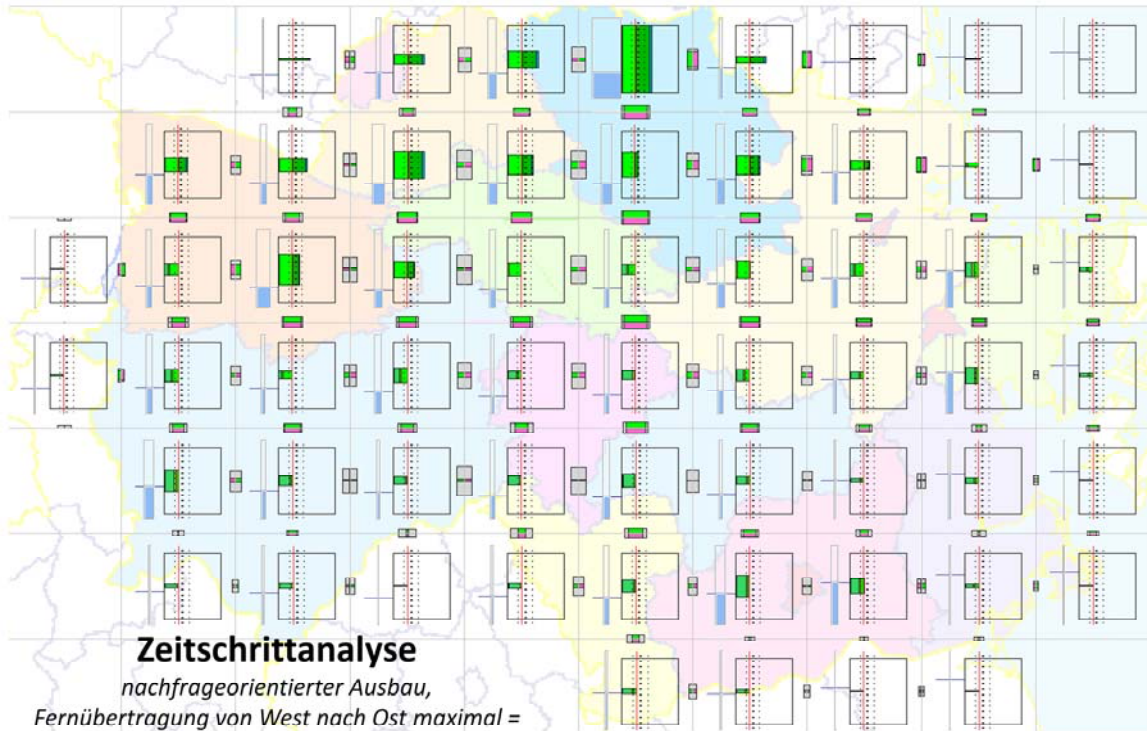 Zeitschrittanalyse
nachfrageorientierter Ausbau,
Fernübertragung von West nach Ost maximal =